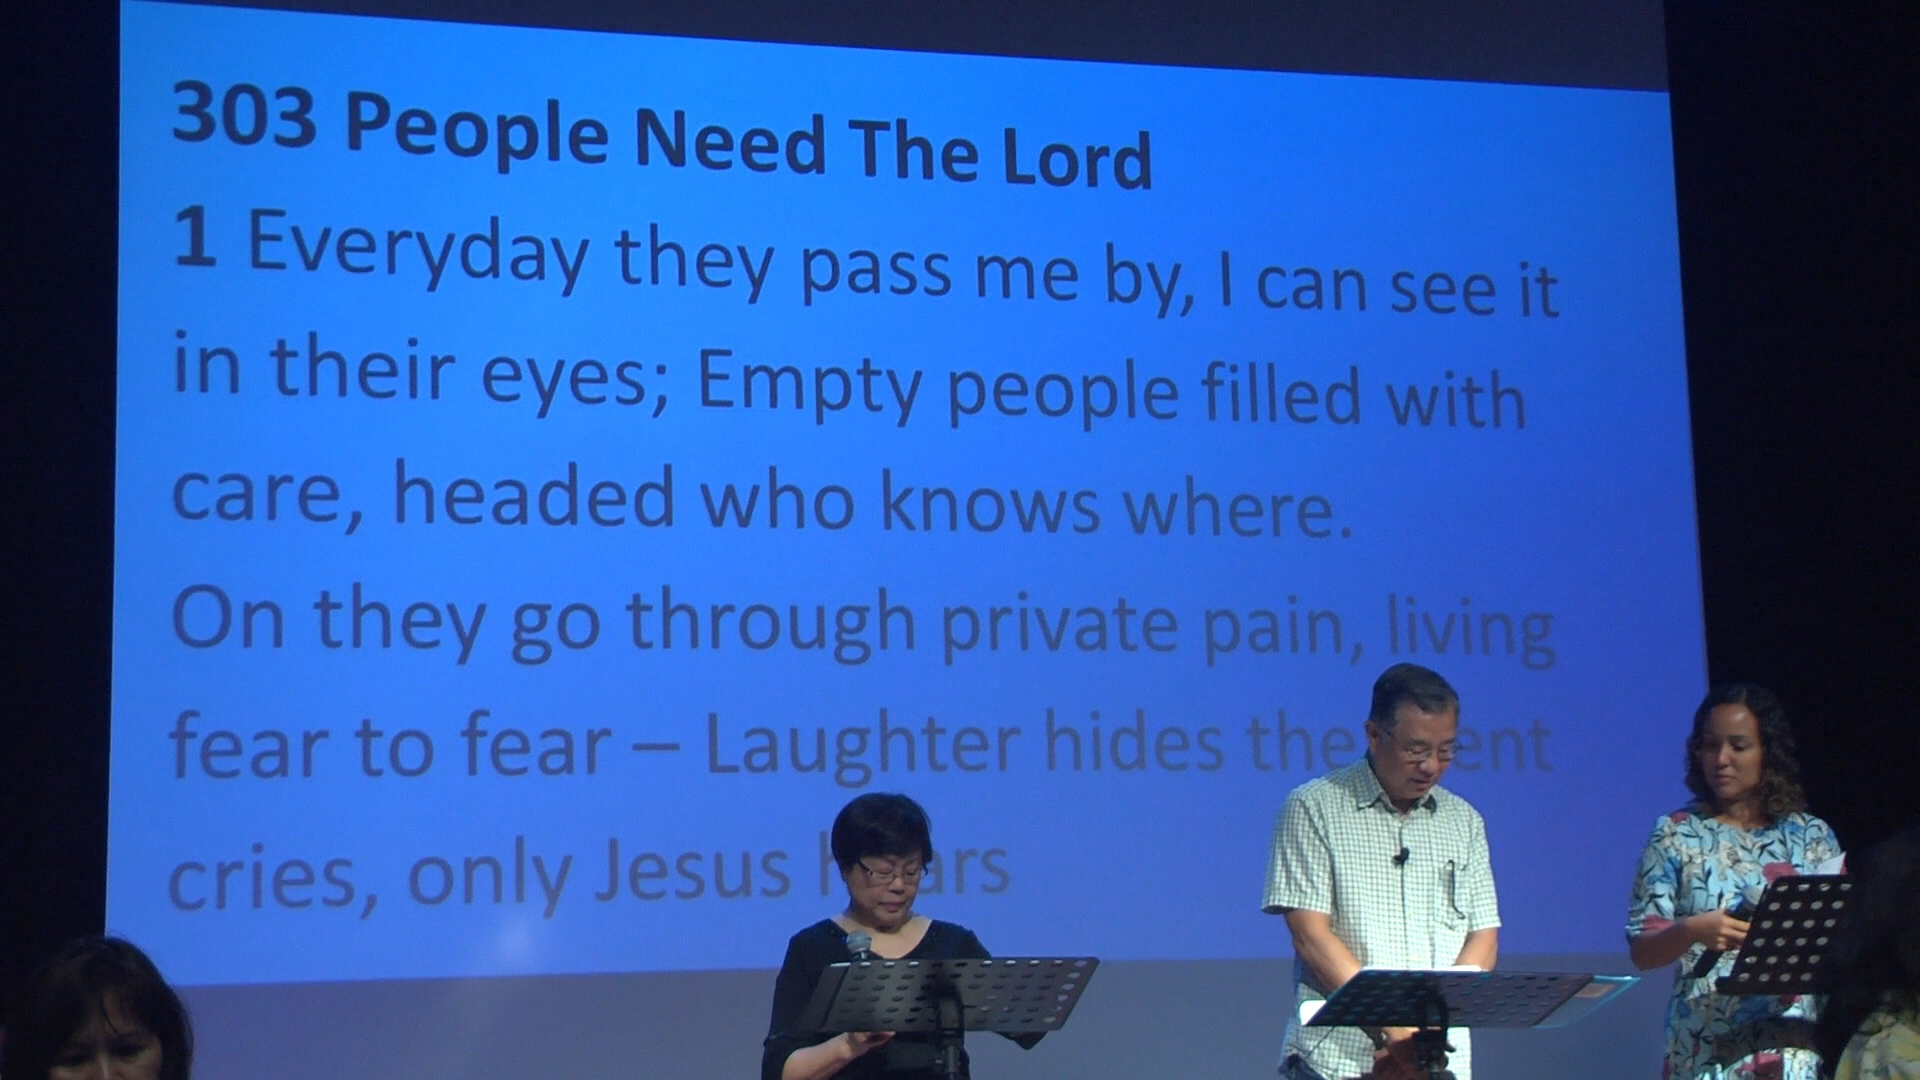 303 People Need The Lord
1 Everyday they pass me by, I can see it
in their eyes; Empty people filled with
care, headed who knows where.
On they go through private pain, living
fear to fear – Laughter hides the
cries, only Jesus